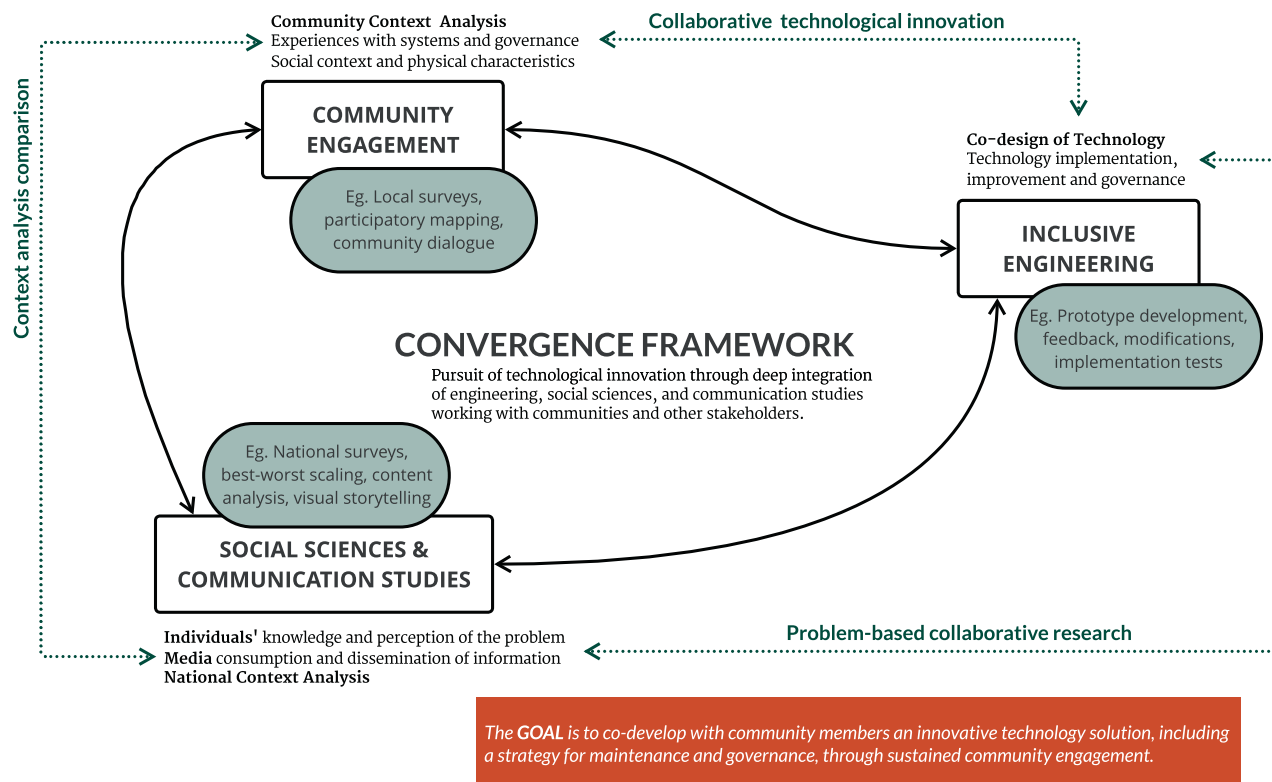 Community Context Analysis
Experiences with systems and governance
Social context and physical characteristics
Collaborative technological innovation
Context analysis comparison
COMMUNITY
ENGAGEMENT
Eg. Local surveys,
participatory mapping,
community dialogue
Co-design of Technology
Technology implementation,
improvement and governance
INCLUSIVE
ENGINEERING
Eg. Prototype development,
feedback, modifications,
implementation tests
CONVERGENCE FRAMEWORK
Pursuit of technological innovation through deep integration
of engineering, social sciences, and communication studies
working with communities and other stakeholders.
Eg. National surveys,
best-worst scaling, content
analysis, visual storytelling
SOCIAL SCIENCES &
COMMUNICATION STUDIES
Individuals' knowledge and perception of the problem
Media consumption and dissemination of information
National Context Analysis
Problem-based collaborative research
The GOAL is to co-develop with community members an innovative technology solution, including
a strategy for maintenance and governance, through sustained community engagement.